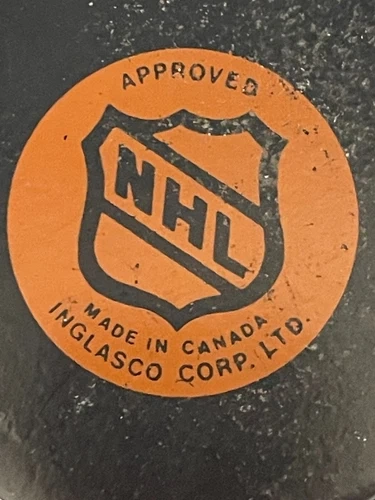 APPROVED
NHL
MADE IN CANADA
INGLASCO CORP. LTD.